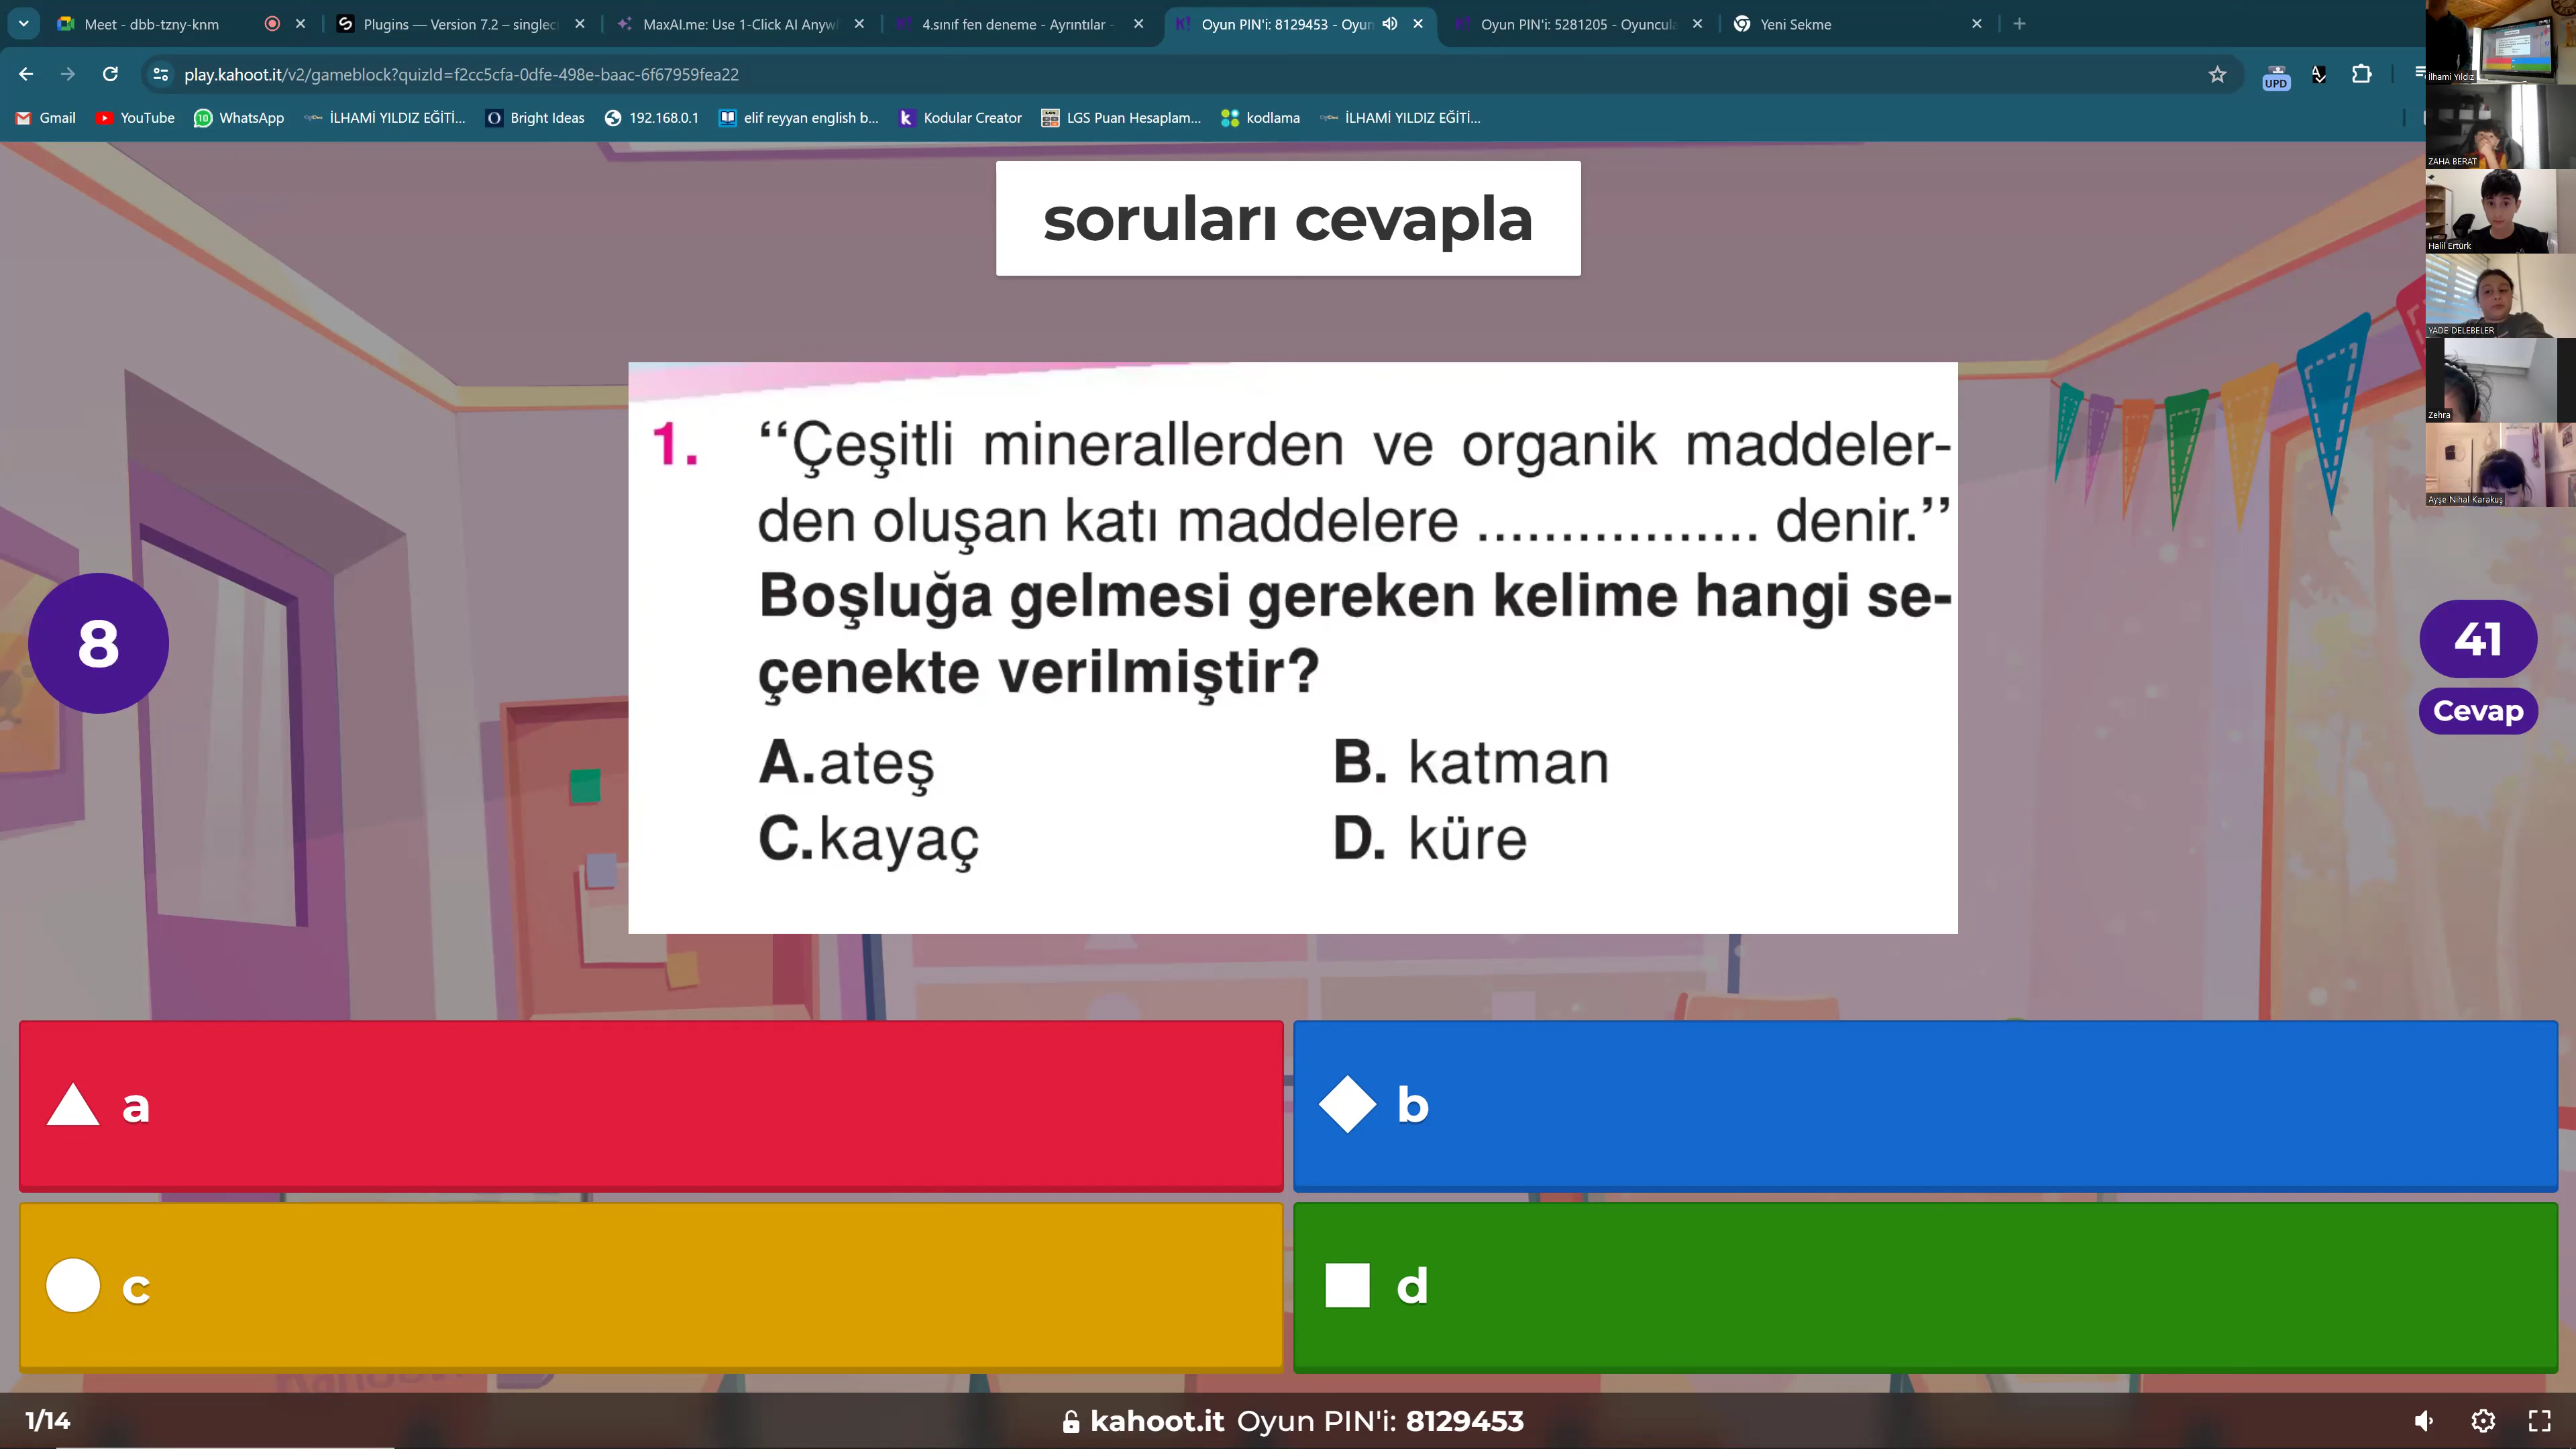 Meet - dbb-tzny-knm
Plugins — Version 7.2 – singlec
MaxAI.me: Use 1-Click AI Anyw
4.sınıf fen deneme - Ayrıntılar -
Oyun PIN'i: 8129453 - Oyun
Oyun PIN'i: 5281205 - Oyuncula
Yeni Sekme
play.kahoot.it/v2/gameblock?quizId=f2cc5cfa-0dfe-498e-baac-6f67959fea22
UPD
Gmail
YouTube
WhatsApp
İLHAMİ YILDIZ EĞİTİ...
Bright Ideas
192.168.0.1
elif reyyan english b...
Kodular Creator
LGS Puan Hesaplam...
kodlama
İLHAMİ YILDIZ EĞİTİ...
İlhami Yıldız
ZAHA BERAT
Halil Ertürk
YADE DELEBELER
Zehra
Ayşe Nihal Karakuş
soruları cevapla
1. ‘‘Çeşitli minerallerden ve organik maddeler-
den oluşan katı maddelere ................. denir.’’
Boşluğa gelmesi gereken kelime hangi se-
çenekte verilmiştir?
A.ateş B. katman
C.kayaç D. küre
8
41
Cevap
a
b
c
d
1/14
kahoot.it Oyun PIN'i: 8129453